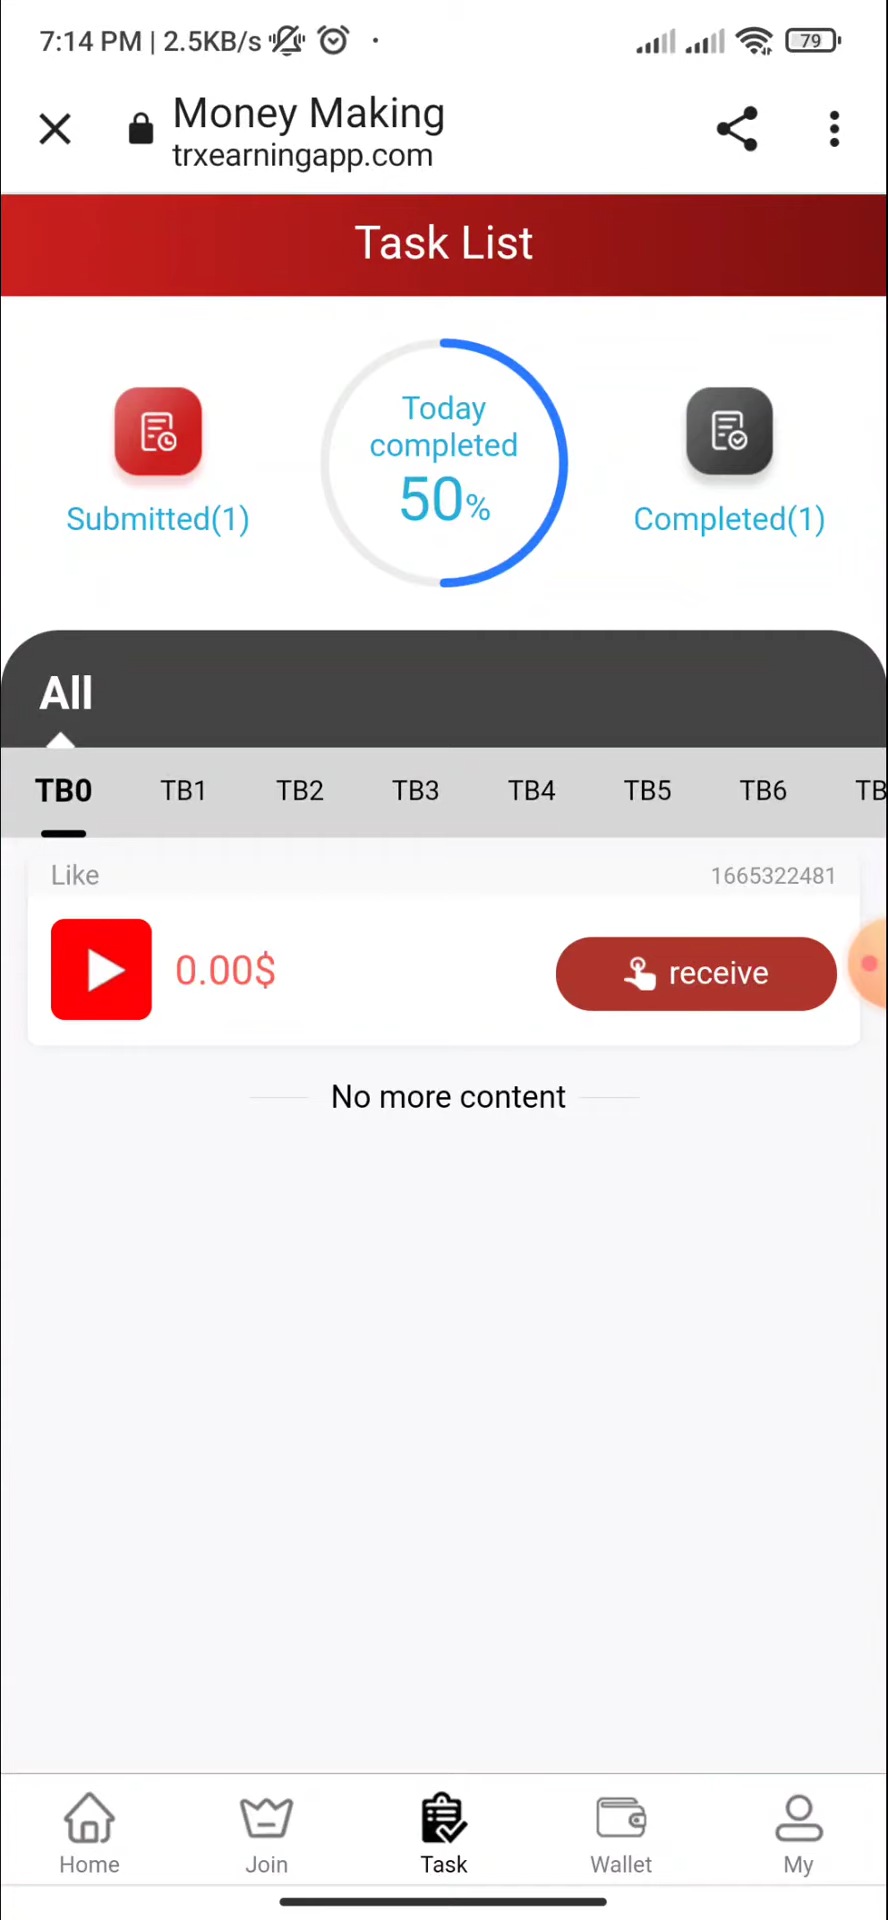 7:14 PM | 2.5KB/s
79
Money Making
trxearningapp.com
Task List
Today
completed
50%
Submitted(1)
Completed(1)
All
TB0 TB1 TB2 TB3 TB4 TB5 TB6 TB
Like 1665322481
0.00$ receive
No more content
Home Join Task Wallet My